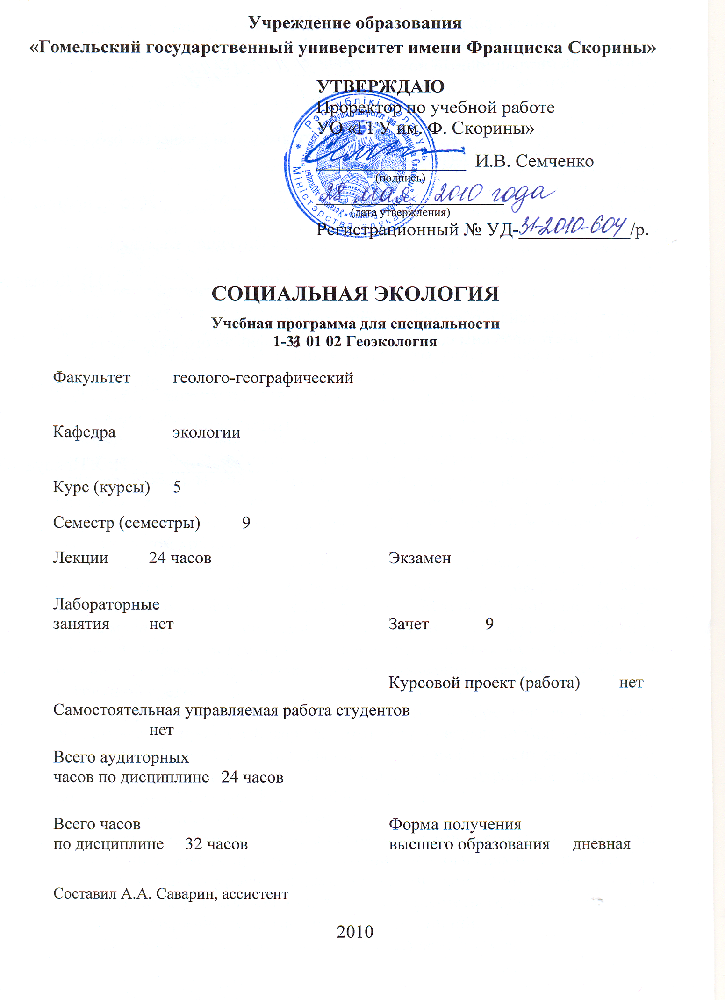 Учреждение образования
«Гомельский государственный университет имени Франциска Скорины»
УТВЕРЖДАЮ
Проректор по учебной работе
УО «ГГУ им. Ф. Скорины»
И.В. Семченко
(подпись)
28 мая 2010 года
(дата утверждения)
Регистрационный № УД-31-2010-604/р.
Рэспублікі Беларусь
Міністэрства адукацыі
СОЦИАЛЬНАЯ ЭКОЛОГИЯ
Учебная программа для специальности
01 02 Геоэкология
Факультет геолого-географический
Кафедра экологии
Курс (курсы) 5
Семестр (семестры) 9
Лекции 24 часов Экзамен
Лабораторные
занятия нет Зачет 9
Курсовой проект (работа) нет
Самостоятельная управляемая работа студентов
нет
Всего аудиторных
часов по дисциплине 24 часов
Всего часов Форма получения
по дисциплине 32 часов высшего образования дневная
Составил А.А. Саварин, ассистент
2010